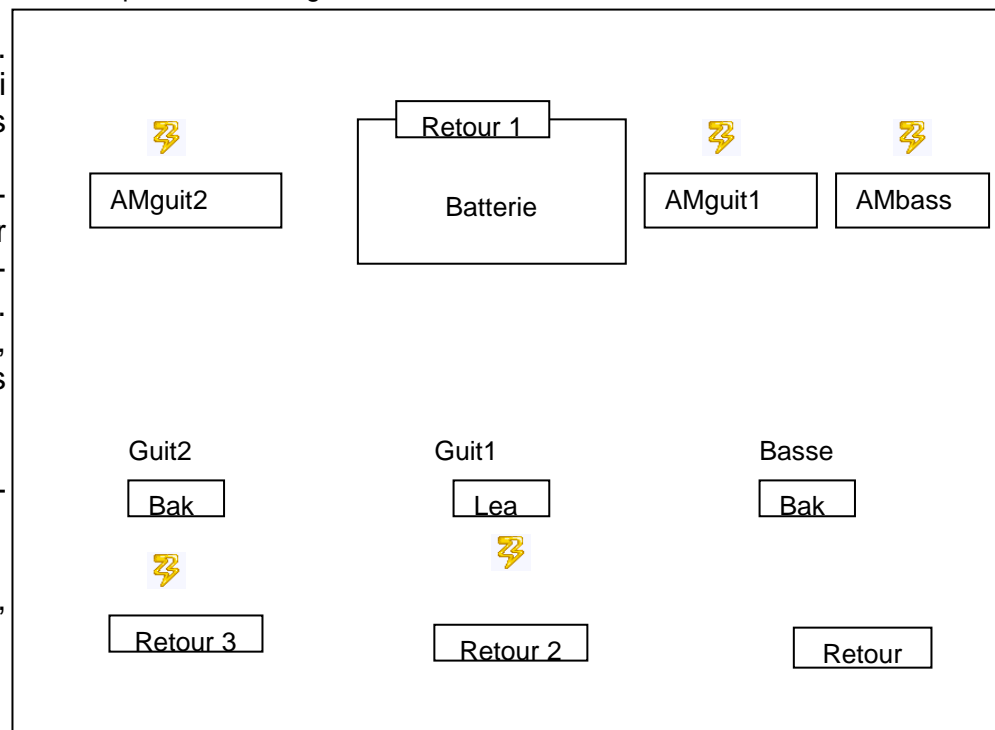 Retour 1
AMguit2
Batterie
AMguit1
AMbass
Guit2
Guit1
Basse
Bak
Lea
Bak
Retour 3
Retour 2
Retour